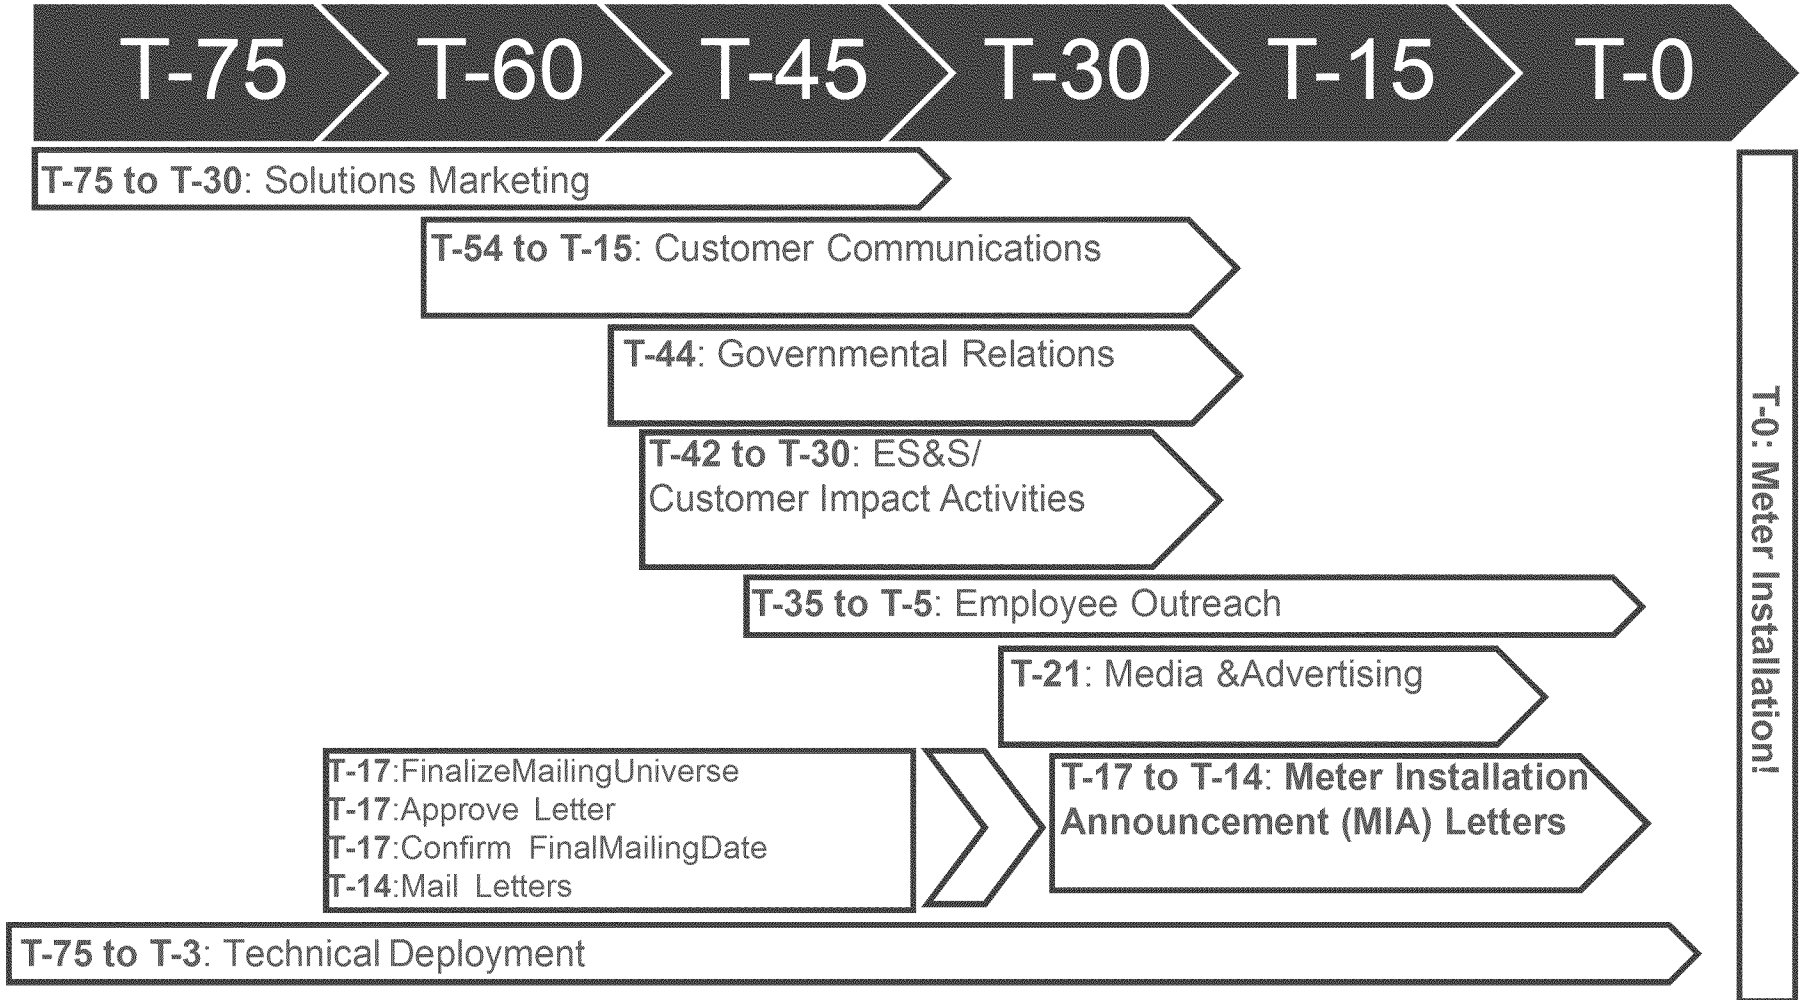 T-75 T-60 T-45 T-30 T-15 T-0
T-75 to T-30: Solutions Marketing
T-54 to T-15: Customer Communications
T-44: Governmental Relations
T-42 to T-30: ES&S/
Customer Impact Activities
T-35 to T-5: Employee Outreach
T-21: Media &Advertising
T-17:FinalizeMailingUniverse
T-17:Approve Letter
T-17:Confirm FinalMailingDate
T-14:Mail Letters
T-17 to T-14: Meter Installation
Announcement (MIA) Letters
T-75 to T-3: Technical Deployment
T-0: Meter Installation!